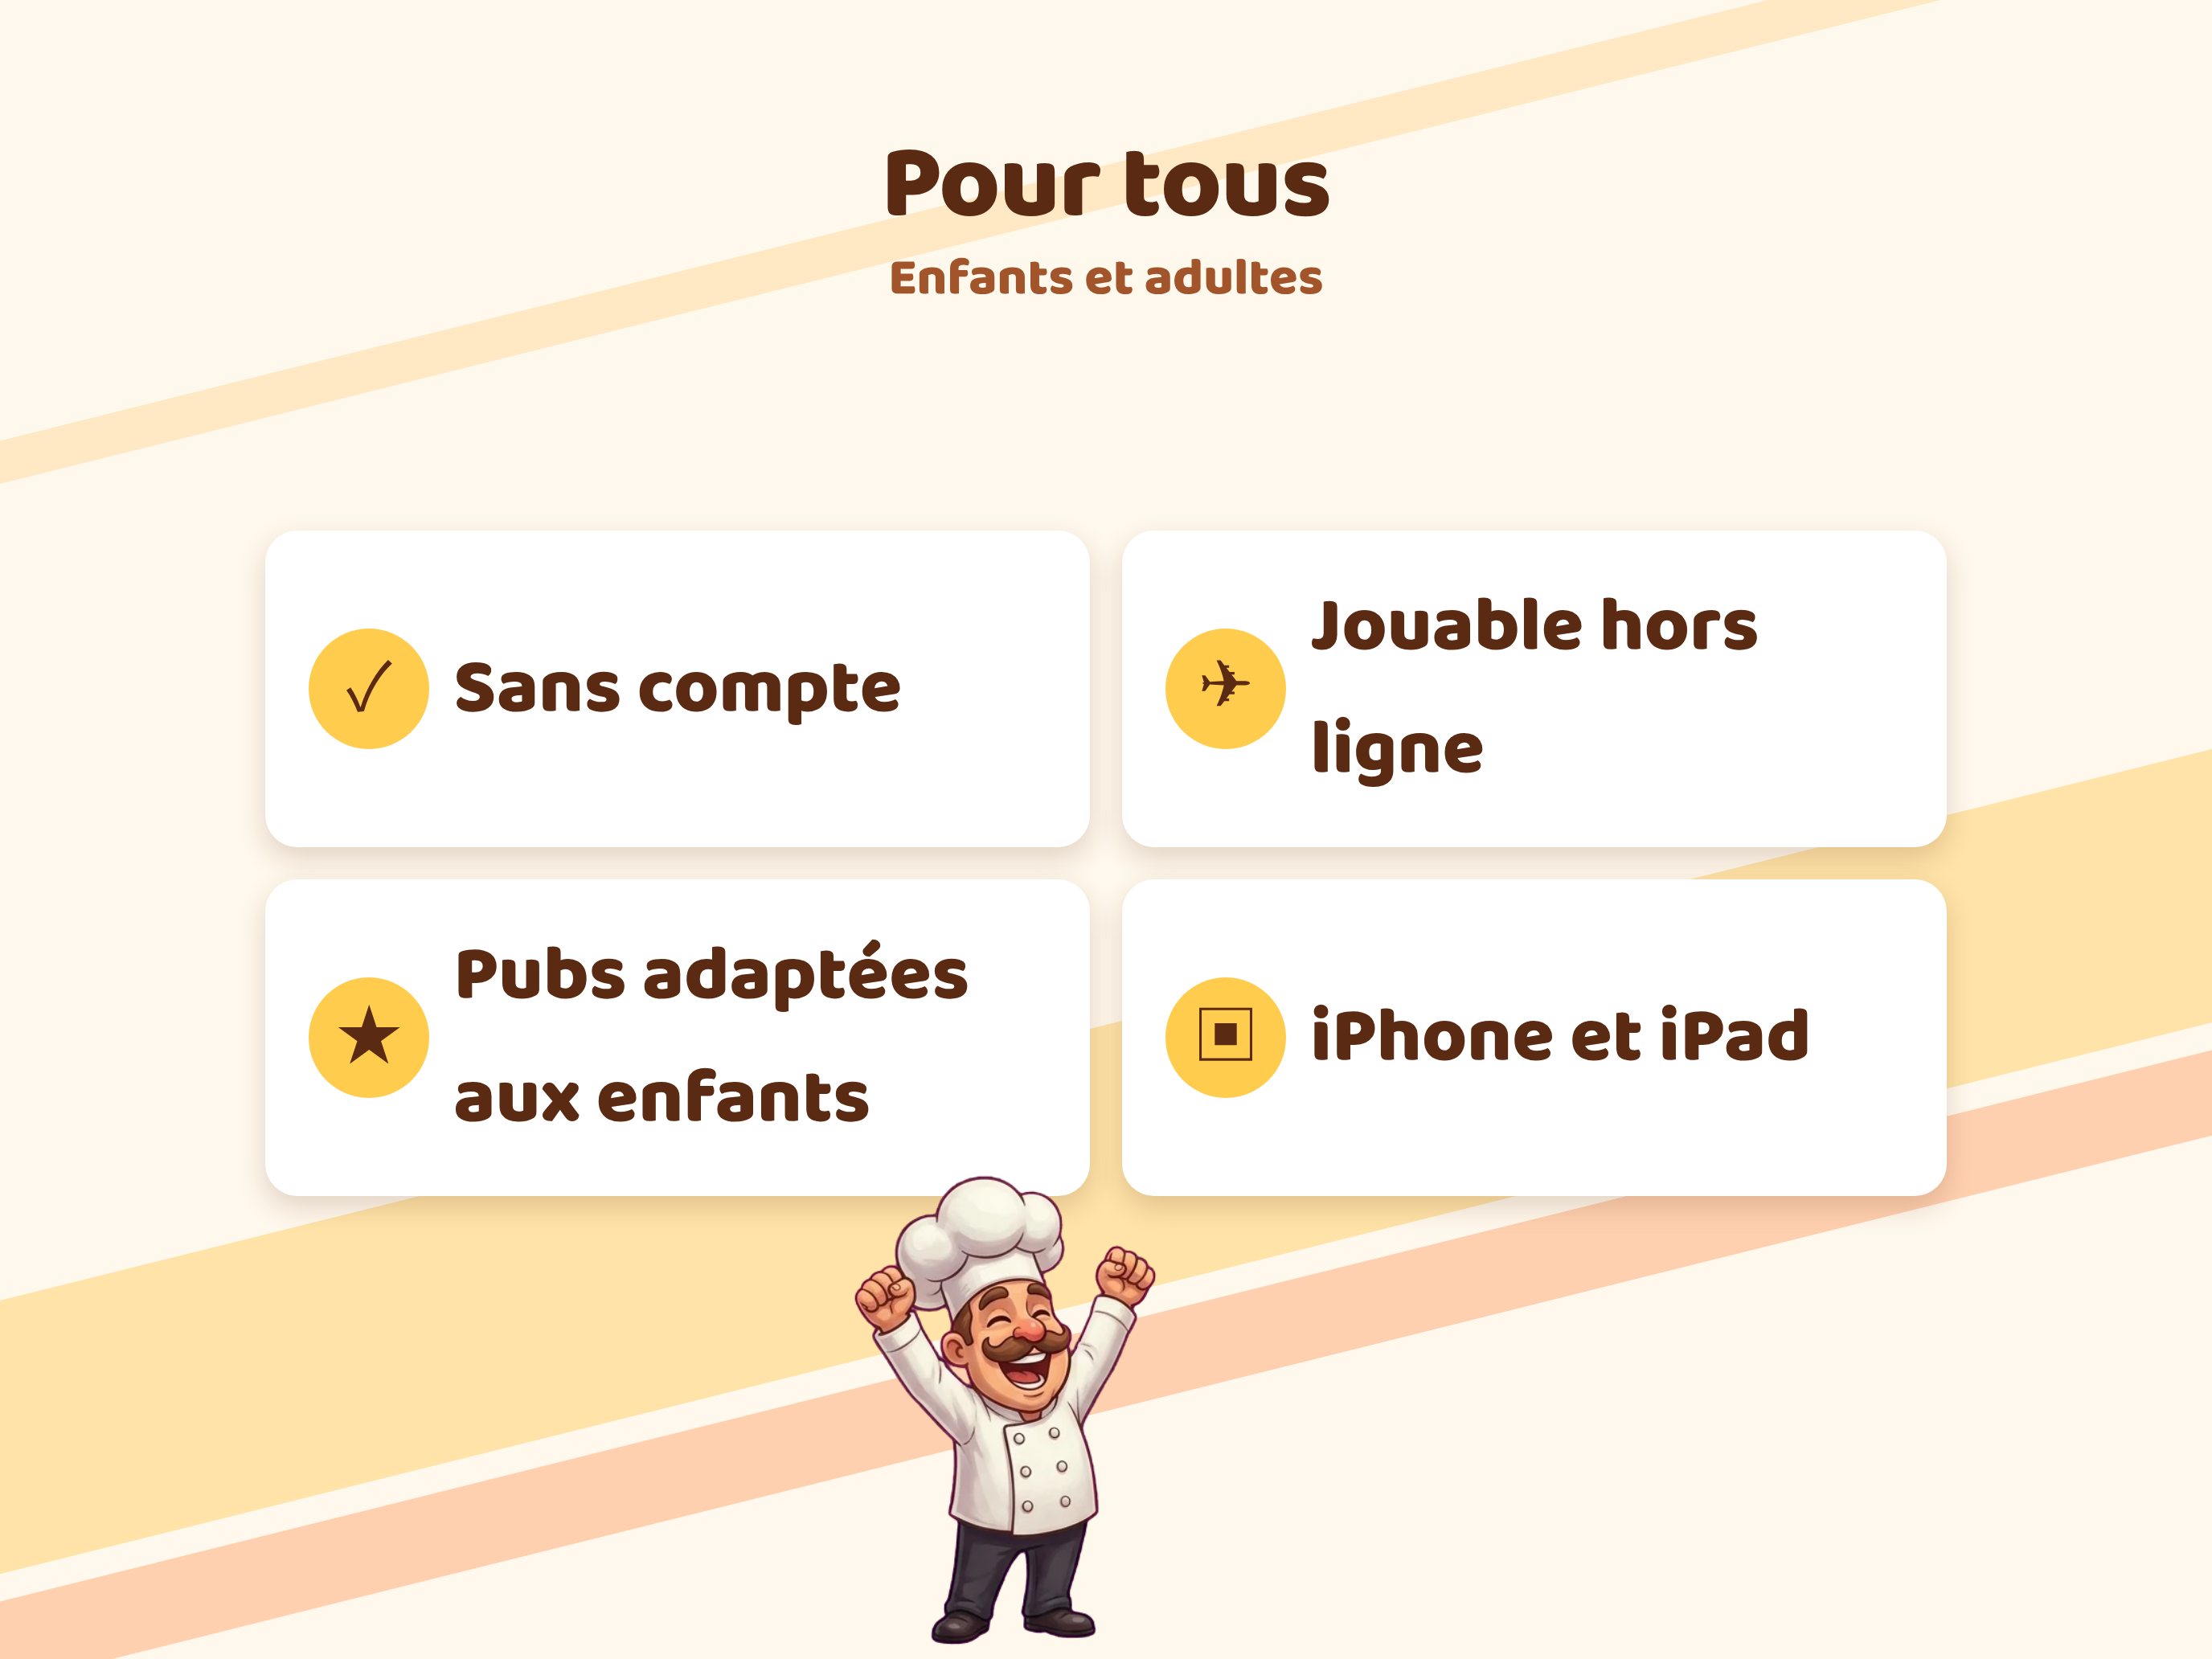 Pour tous
Enfants et adultes
Sans compte
Jouable hors
ligne
Pubs adaptées
aux enfants
iPhone et iPad